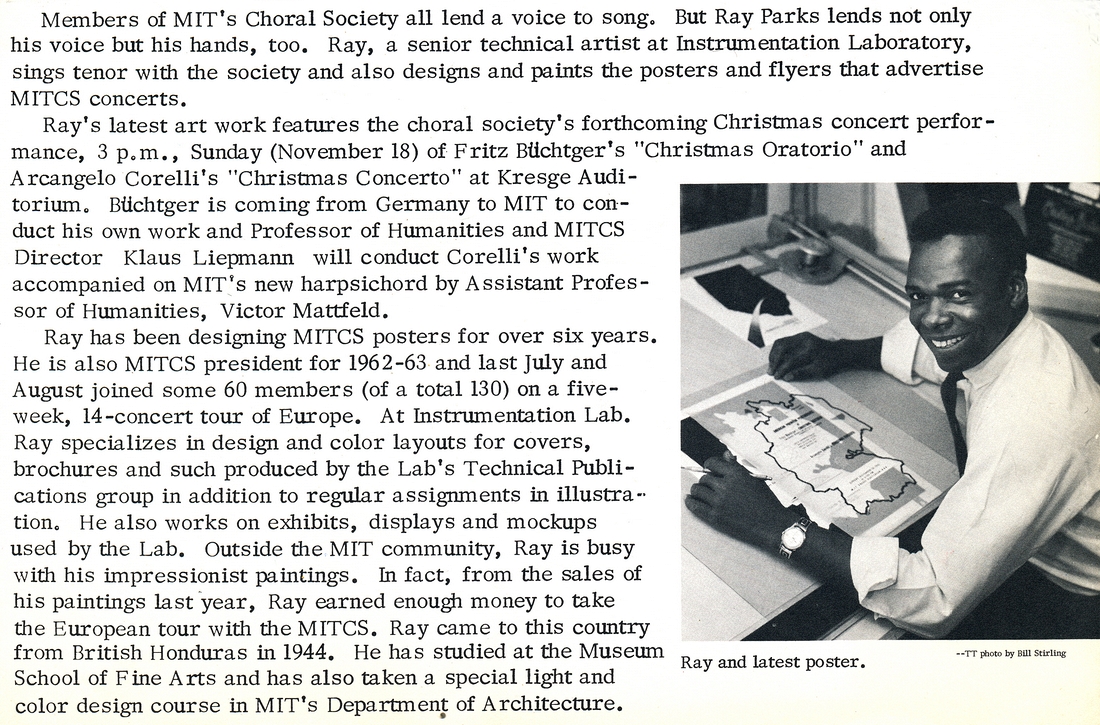 Members of MIT's Choral Society all lend a voice to song. But Ray Parks lends not only
his voice but his hands, too. Ray, a senior technical artist at Instrumentation Laboratory,
sings tenor with the society and also designs and paints the posters and flyers that advertise
MITCS concerts.
Ray's latest art work features the choral society's forthcoming Christmas concert perfor-
mance, 3 p.m., Sunday (November 18) of Fritz Büchtger's "Christmas Oratorio" and
Arcangelo Corelli's "Christmas Concerto" at Kresge Audi-
torium. Büchtger is coming from Germany to MIT to con-
duct his own work and Professor of Humanities and MITCS
Director Klaus Liepmann will conduct Corelli's work
accompanied on MIT's new harpsichord by Assistant Profes-
sor of Humanities, Victor Mattfeld.
Ray has been designing MITCS posters for over six years.
He is also MITCS president for 1962-63 and last July and
August joined some 60 members (of a total 130) on a five-
week, 14-concert tour of Europe. At Instrumentation Lab.
Ray specializes in design and color layouts for covers,
brochures and such produced by the Lab's Technical Publi-
cations group in addition to regular assignments in illustra-
tion. He also works on exhibits, displays and mockups
used by the Lab. Outside the MIT community, Ray is busy
with his impressionist paintings. In fact, from the sales of
his paintings last year, Ray earned enough money to take
the European tour with the MITCS. Ray came to this country
from British Honduras in 1944. He has studied at the Museum
School of Fine Arts and has also taken a special light and
color design course in MIT's Department of Architecture.
--TT photo by Bill Stirling
Ray and latest poster.